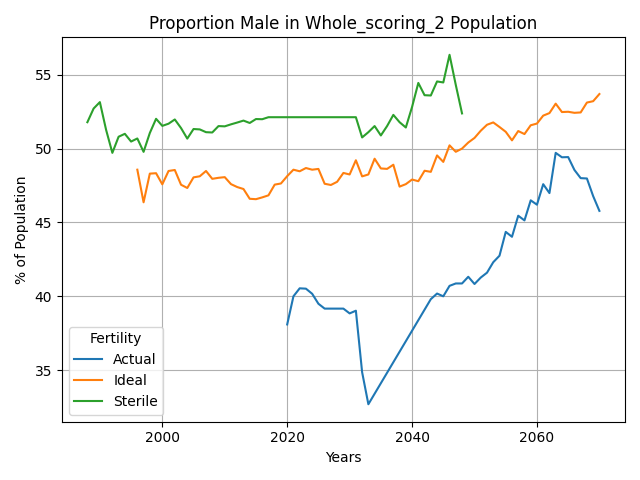 Proportion Male in Whole_scoring_2 Population
% of Population
55
50
45
40
35
2000
2020
2040
2060
Years
Fertility
Actual
Ideal
Sterile